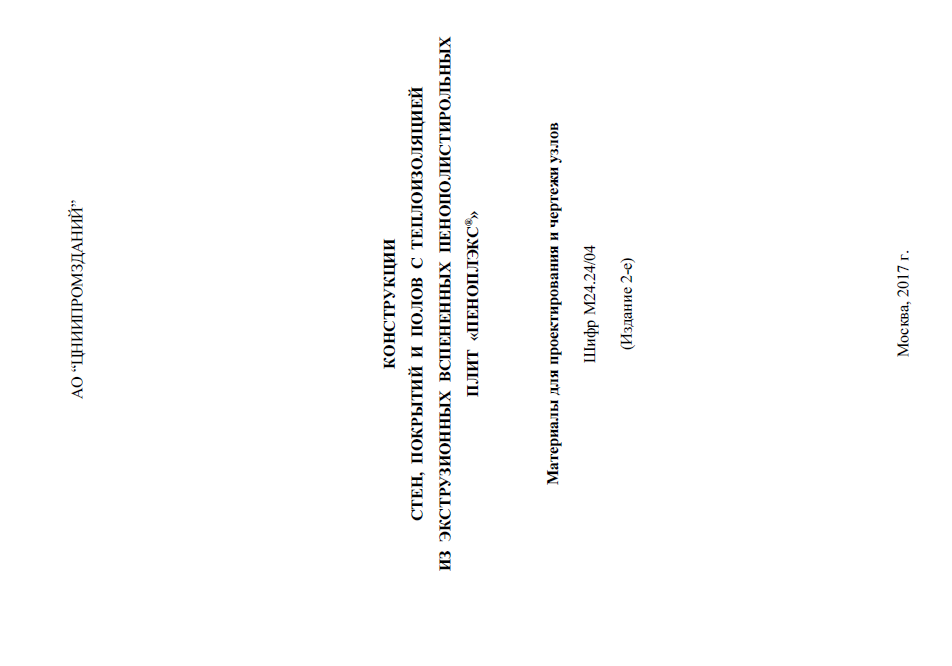 АО “ЦНИИПРОМЗДАНИЙ”
КОНСТРУКЦИИ
СТЕН, ПОКРЫТИЙ И ПОЛОВ С ТЕПЛОИЗОЛЯЦИЕЙ
ИЗ ЭКСТРУЗИОННЫХ ВСПЕНЕННЫХ ПЕНОПОЛИСТИРОЛЬНЫХ
ПЛИТ «ПЕНОПЛЭКС®»
Материалы для проектирования и чертежи узлов
Шифр М24.24/04
(Издание 2-е)
Москва, 2017 г.